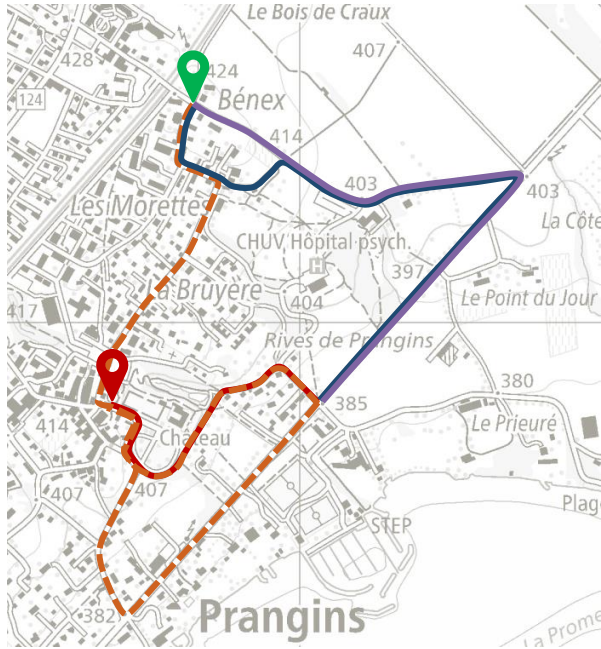 Le Bois de Craux
407
428
424
124
Bénex
414
403
403
Les Morettes
La Côte
CHUV, Hôpital psych.
H
397
La Bruyère
404
Le Point du Jour
417
Rives de Prangins
380
385
414
Le Prieuré
Château
407
407
Plag
STEP
382
Prangins
La Prome